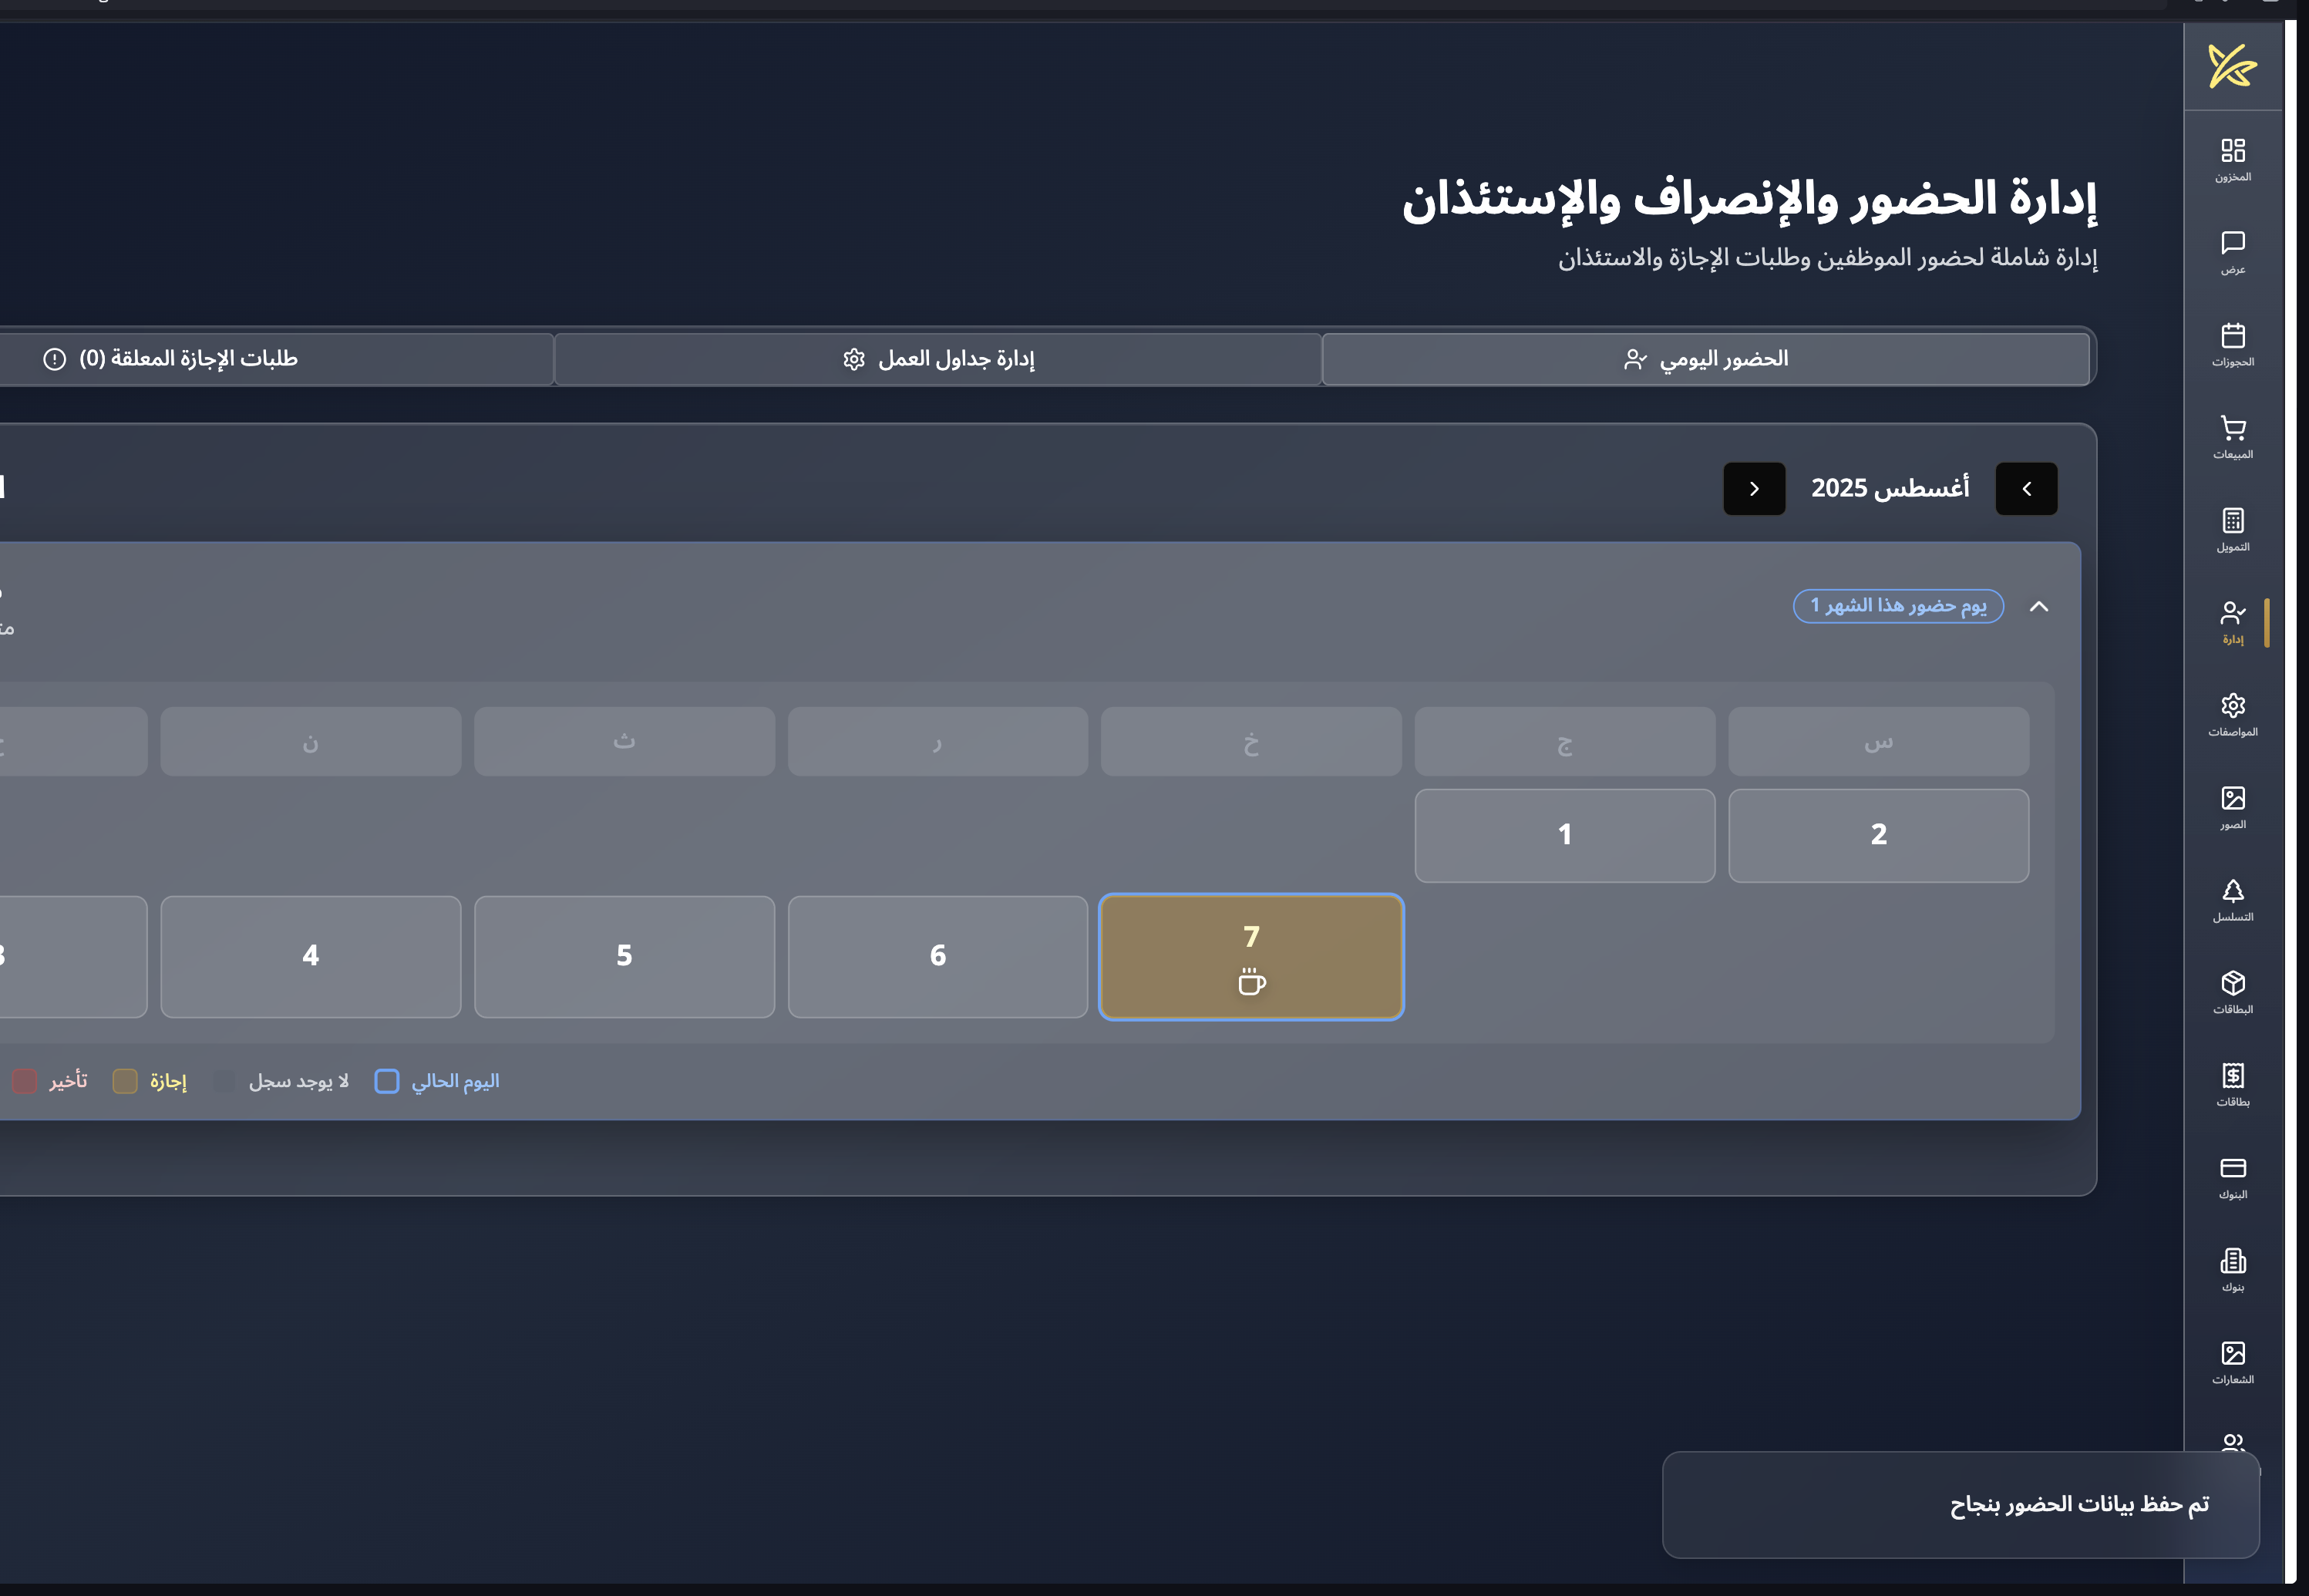 إدارة الحضور والإنصراف والإستئذان
إدارة شاملة لحضور الموظفين وطلبات الإجازة والاستئذان
الحضور اليومي
إدارة جداول العمل
طلبات الإجازة المعلقة (0)
أغسطس 2025
يوم حضور هذا الشهر 1
س ج خ ر ث ن
2 1
7 6 5 4 3
اليوم الحالي
لا يوجد سجل
إجازة
تأخير
المخزون
عرض
الحجوزات
المبيعات
التمويل
إدارة
المواصفات
الصور
التسلسل
البطاقات
بطاقات
البنوك
بنوك
الشعارات
تم حفظ بيانات الحضور بنجاح